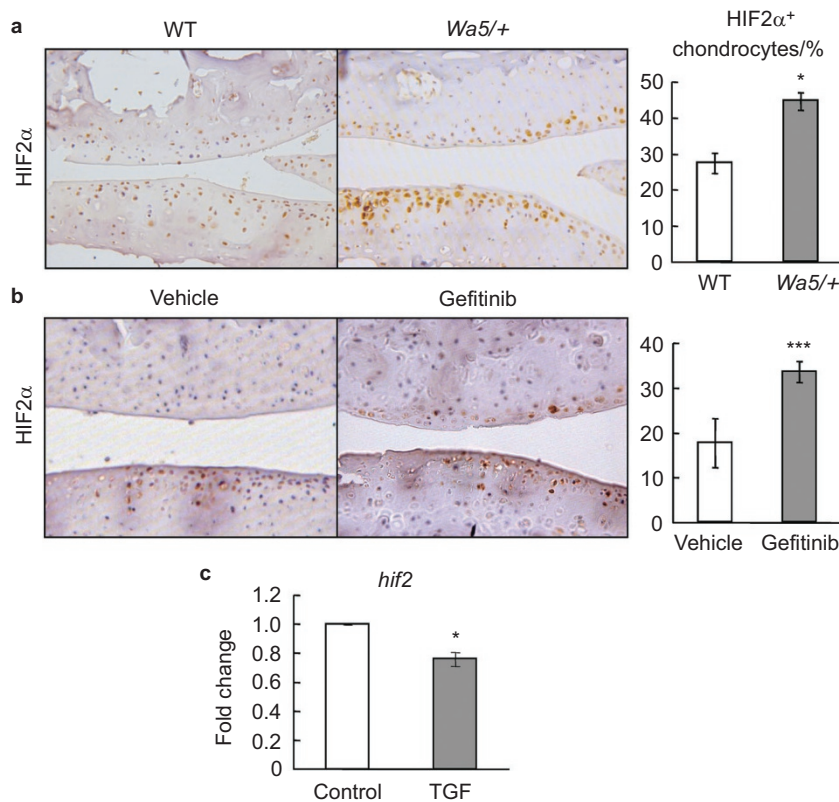 a
WT
Wa5/+
HIF2α+
chondrocytes/%
HIF2α
50
*
40
30
20
10
0
WT
Wa5/+
b
Vehicle
Gefitinib
HIF2α
40
***
30
20
10
0
Vehicle
Gefitinib
c
hif2
Fold change
1.2
1.0
*
0.8
0.6
0.4
0.2
0
Control
TGF